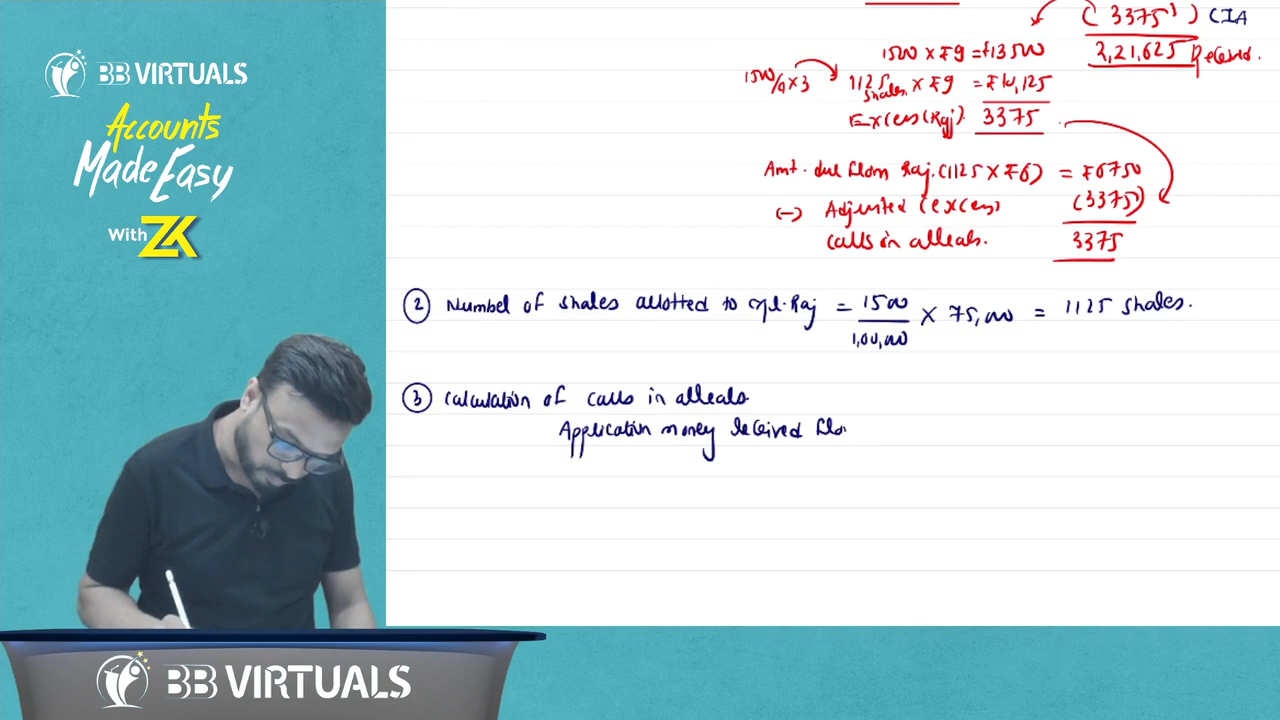 BB VIRTUALS
Accounts
Made Easy
With ZK
(3375) CIA
2,21,625 Received.
1500 × ₹9 = ₹13500
1500/4 × 3 1125 shares × ₹9 = ₹10,125
Excess (Raj) 3375
Amt. due from Raj. (1125 × ₹6) = ₹6750
(-) Adjusted (excess) (3375)
calls in arrears. 3375
② Number of shares allotted to Mr. Raj = 1500/1,00,000 × 75,000 = 1125 shares.
③ Calculation of calls in arrears
Application money received fro
BB VIRTUALS